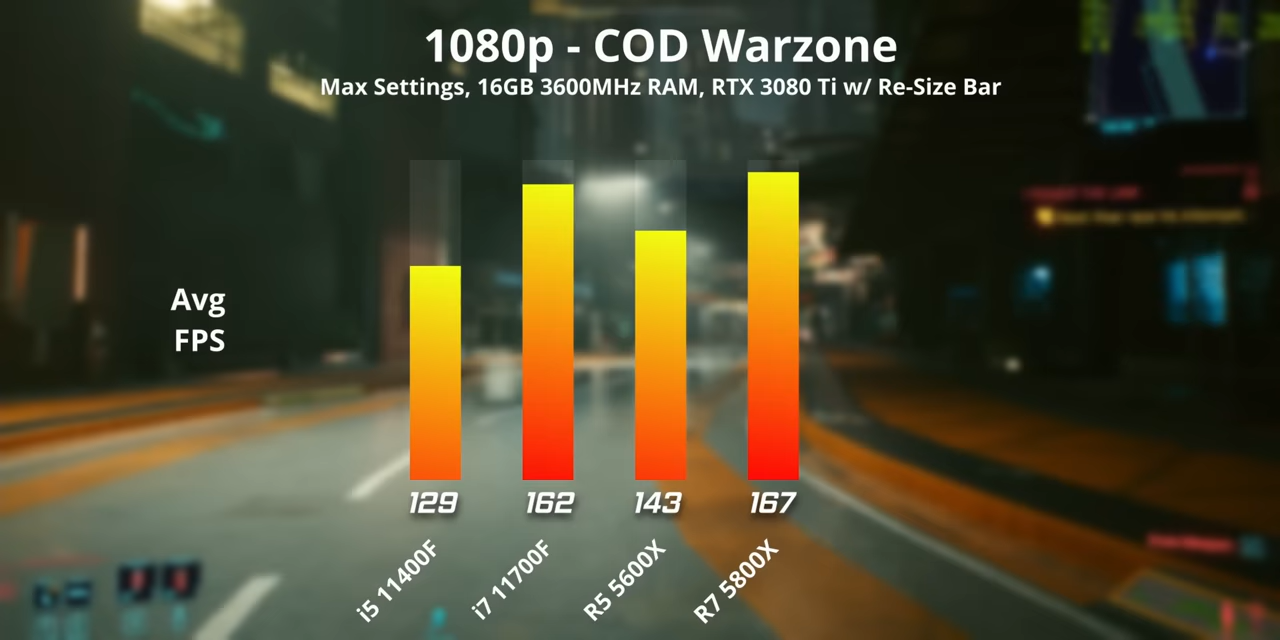 1080p - COD Warzone
Max Settings, 16GB 3600MHz RAM, RTX 3080 Ti w/ Re-Size Bar
Avg
FPS
129 162 143 167
i5 11400F
i7 11700F
R5 5600X
R7 5800X